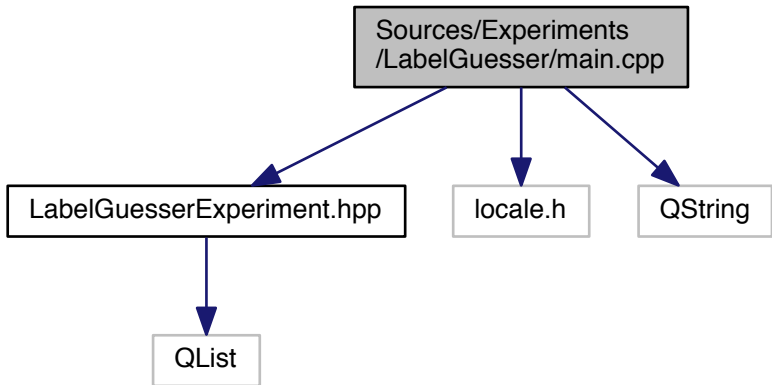 Sources/Experiments
/LabelGuesser/main.cpp
LabelGuesserExperiment.hpp
locale.h
QString
QList